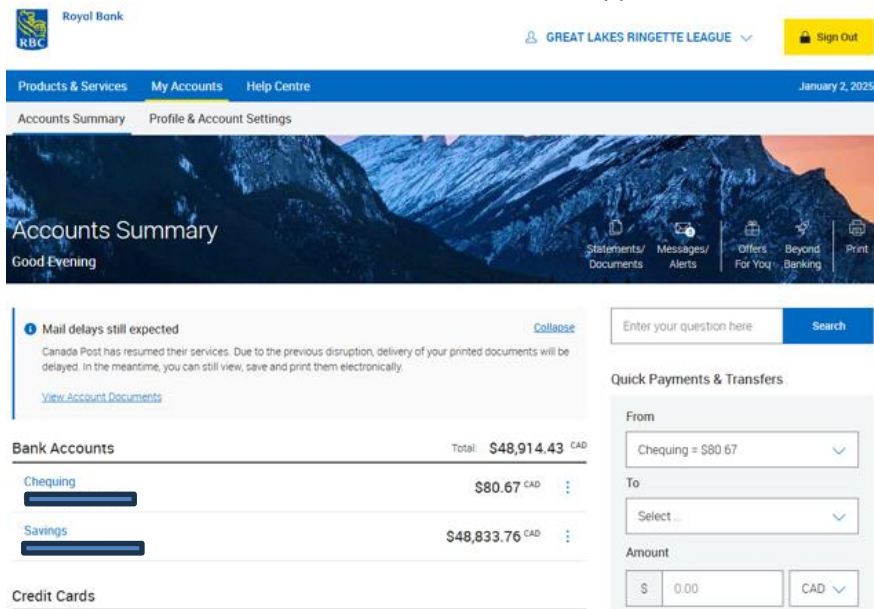 Royal Bank
RBC
GREAT LAKES RINGETTE LEAGUE
Sign Out
Products & Services My Accounts Help Centre January 2, 2025
Accounts Summary Profile & Account Settings
Accounts Summary
Good Evening
Statements/ Documents
Messages/ Alerts
Offers For You
Beyond Banking
Print
Mail delays still expected Collapse
Canada Post has resumed their services. Due to the previous disruption, delivery of your printed documents will be
delayed. In the meantime, you can still view, save and print them electronically.
View Account Documents
Enter your question here Search
Quick Payments & Transfers
From
Chequing = $80.67
To
Select ...
Amount
$ 0.00 CAD
Bank Accounts Total: $48,914.43 CAD
Chequing
$80.67 CAD
Savings
$48,833.76 CAD
Credit Cards